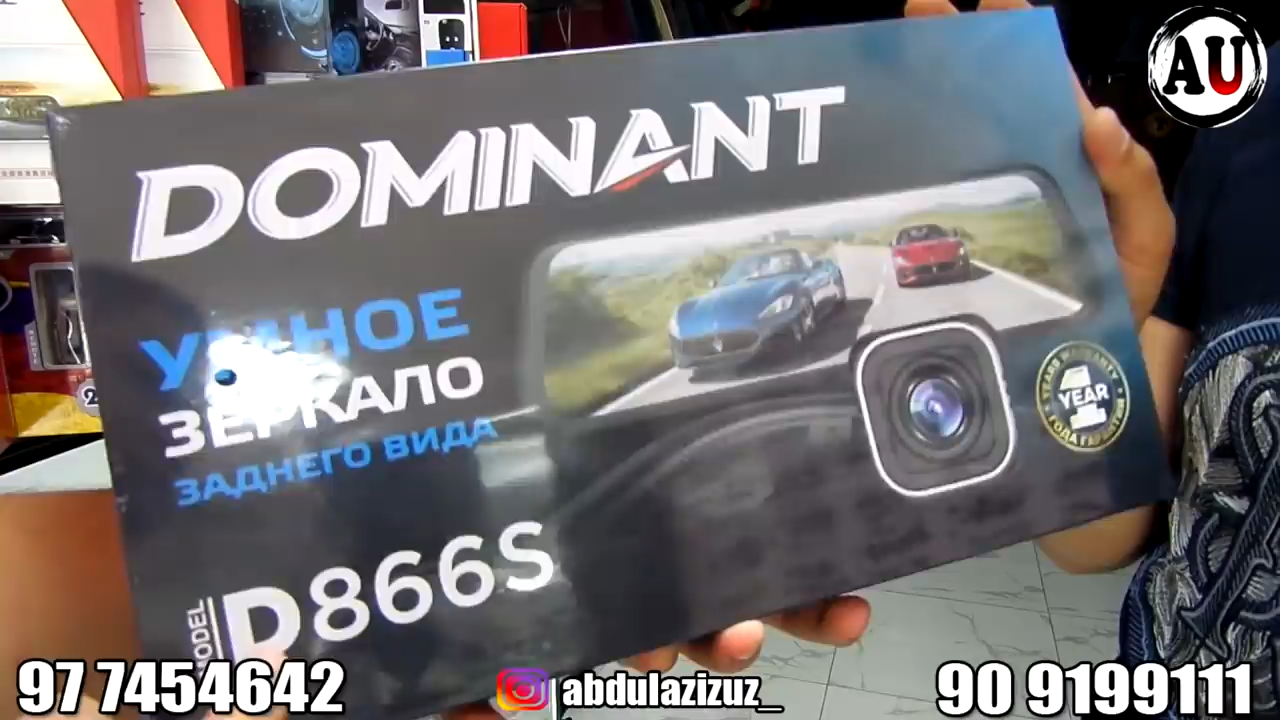 AU
DOMINANT
УМНОЕ
ЗЕРКАЛО
ЗАДНЕГО ВИДА
YEAR
MODEL
D866S
97 7454642
abdulazizuz_
90 9199111